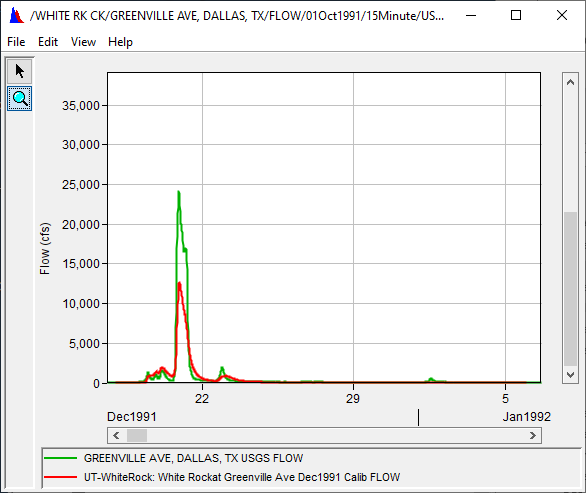 /WHITE RK CK/GREENVILLE AVE, DALLAS, TX/FLOW/01Oct1991/15Minute/US...
File Edit View Help
35,000
30,000
25,000
20,000
15,000
10,000
5,000
0
Flow (cfs)
22 29 5
Dec1991 Jan1992
GREENVILLE AVE, DALLAS, TX USGS FLOW
UT-WhiteRock: White Rockat Greenville Ave Dec1991 Calib FLOW